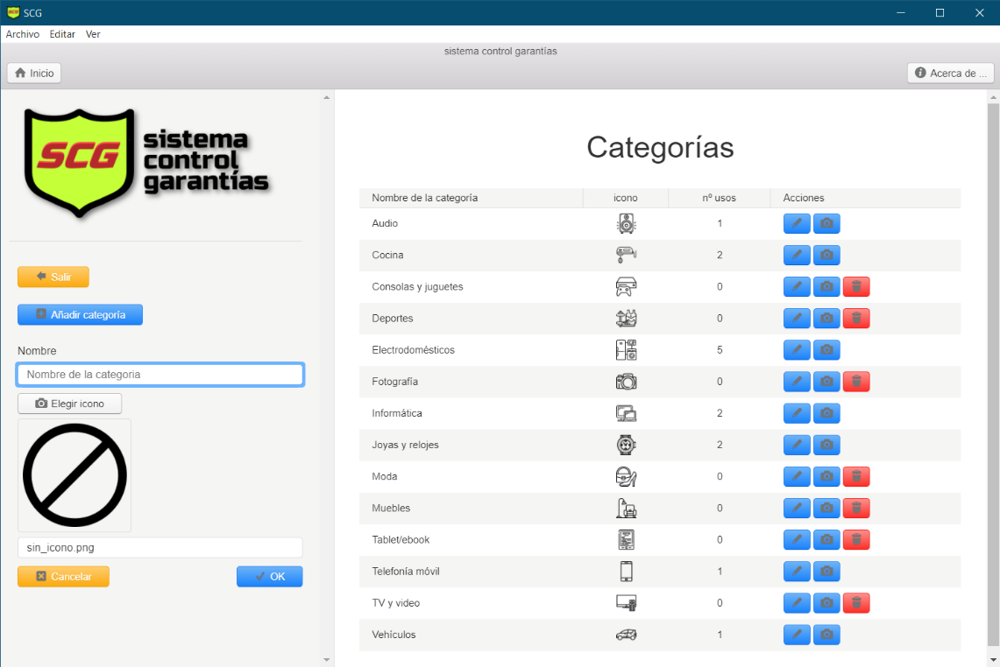 SCG
Archivo Editar Ver
sistema control garantías
Inicio
Acerca de ...
SCG
sistema
control
garantías
Salir
Añadir categoría
Nombre
Nombre de la categoria
Elegir icono
sin_icono.png
Cancelar
OK
Categorías
Nombre de la categoría icono nº usos Acciones
Audio 1
Cocina 2
Consolas y juguetes 0
Deportes 0
Electrodomésticos 5
Fotografía 0
Informática 2
Joyas y relojes 2
Moda 0
Muebles 0
Tablet/ebook 0
Telefonía móvil 1
TV y video 0
Vehículos 1